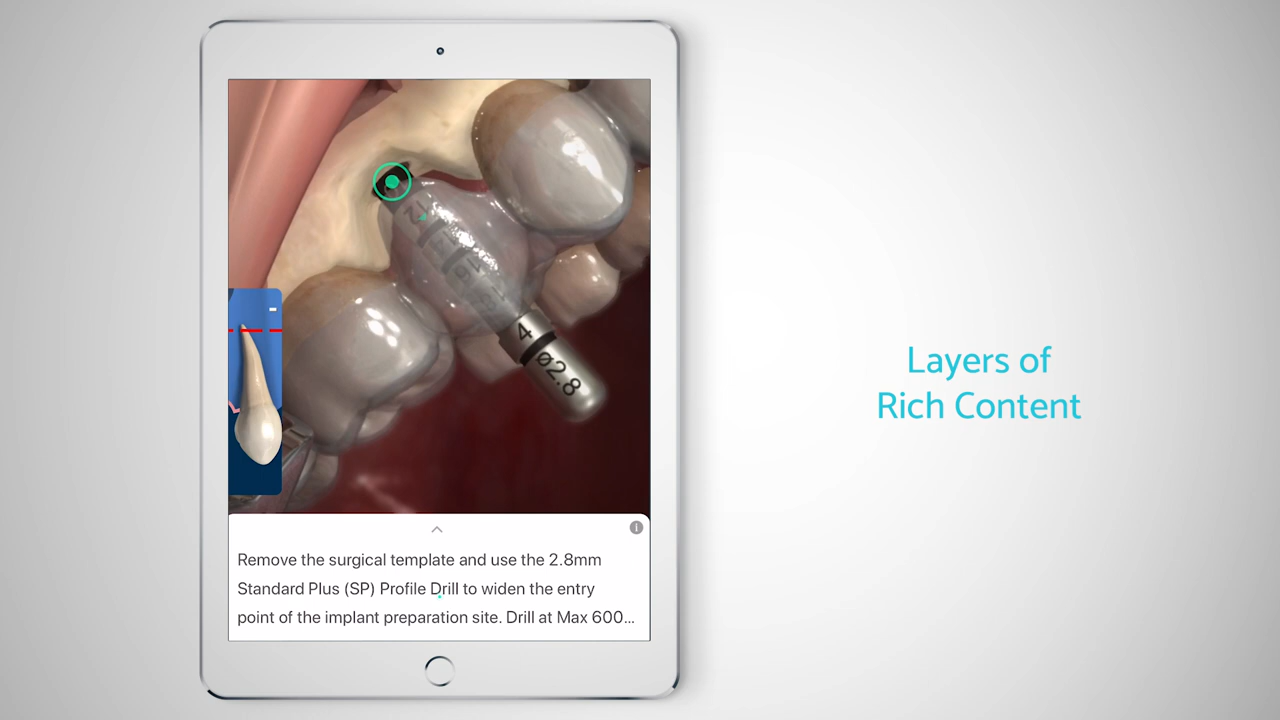 4
ø2.8
Remove the surgical template and use the 2.8mm
Standard Plus (SP) Profile Drill to widen the entry
point of the implant preparation site. Drill at Max 600...
Layers of
Rich Content